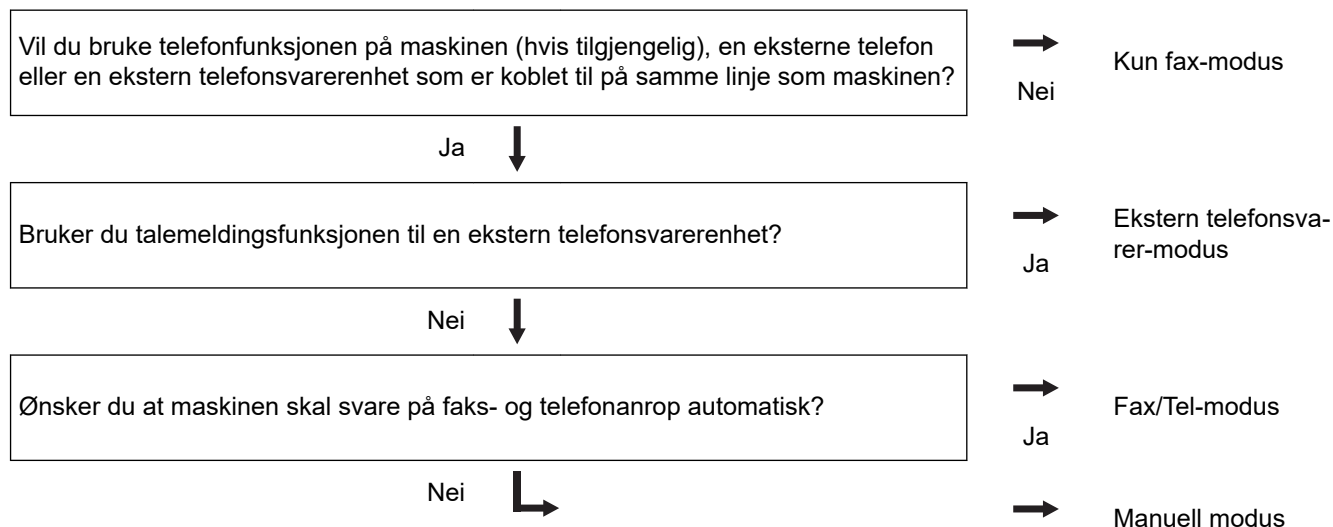 Vil du bruke telefonfunksjonen på maskinen (hvis tilgjengelig), en eksterne telefon
eller en ekstern telefonsvarerenhet som er koblet til på samme linje som maskinen?
Nei
Kun fax-modus
Ja
Bruker du talemeldingsfunksjonen til en ekstern telefonsvarerenhet?
Ja
Ekstern telefonsva-
rer-modus
Nei
Ønsker du at maskinen skal svare på faks- og telefonanrop automatisk?
Ja
Fax/Tel-modus
Nei
Manuell modus